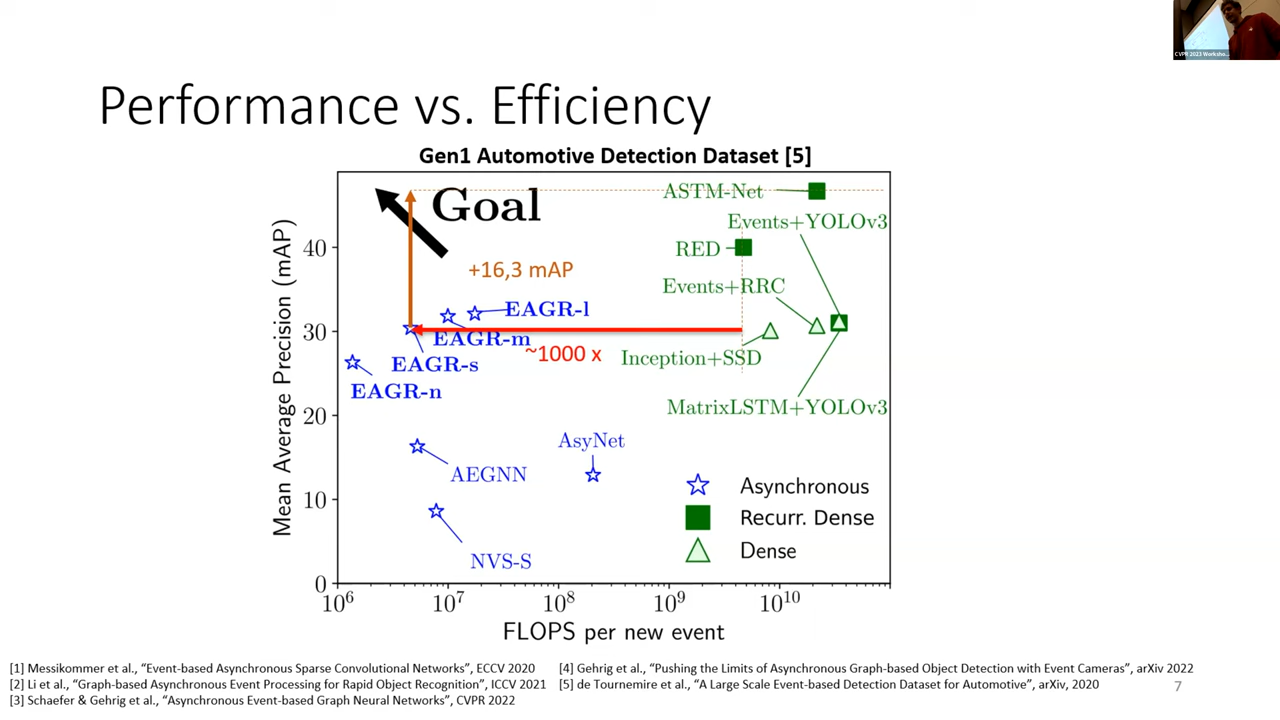 CVPR 2023 Worksho...
Performance vs. Efficiency
Gen1 Automotive Detection Dataset [5]
Goal
ASTM-Net
Events+YOLOv3
RED
+16,3 mAP
Events+RRC
EAGR-l
EAGR-m
~1000 x
Inception+SSD
EAGR-s
EAGR-n
MatrixLSTM+YOLOv3
AsyNet
AEGNN
NVS-S
Asynchronous
Recurr. Dense
Dense
Mean Average Precision (mAP)
40
30
20
10
0
10^6 10^7 10^8 10^9 10^10
FLOPS per new event
[1] Messikommer et al., “Event-based Asynchronous Sparse Convolutional Networks”, ECCV 2020
[2] Li et al., “Graph-based Asynchronous Event Processing for Rapid Object Recognition”, ICCV 2021
[3] Schaefer & Gehrig et al., “Asynchronous Event-based Graph Neural Networks”, CVPR 2022
[4] Gehrig et al., “Pushing the Limits of Asynchronous Graph-based Object Detection with Event Cameras”, arXiv 2022
[5] de Tournemire et al., “A Large Scale Event-based Detection Dataset for Automotive”, arXiv, 2020
7